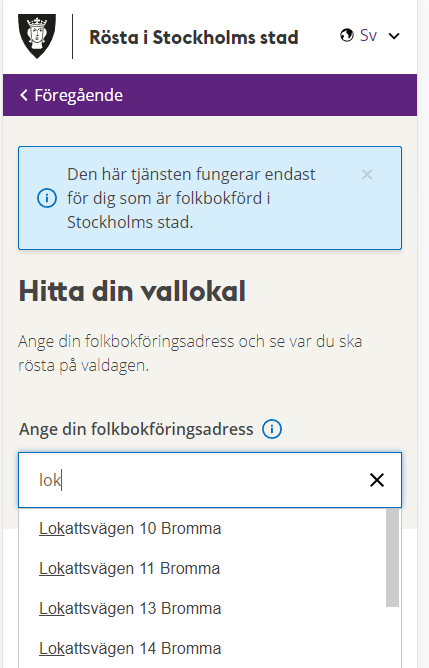 Rösta i Stockholms stad
Sv
Föregående
Den här tjänsten fungerar endast
för dig som är folkbokförd i
Stockholms stad.
Hitta din vallokal
Ange din folkbokföringsadress och se var du ska
rösta på valdagen.
Ange din folkbokföringsadress
lok
Lokattsvägen 10 Bromma
Lokattsvägen 11 Bromma
Lokattsvägen 13 Bromma
Lokattsvägen 14 Bromma